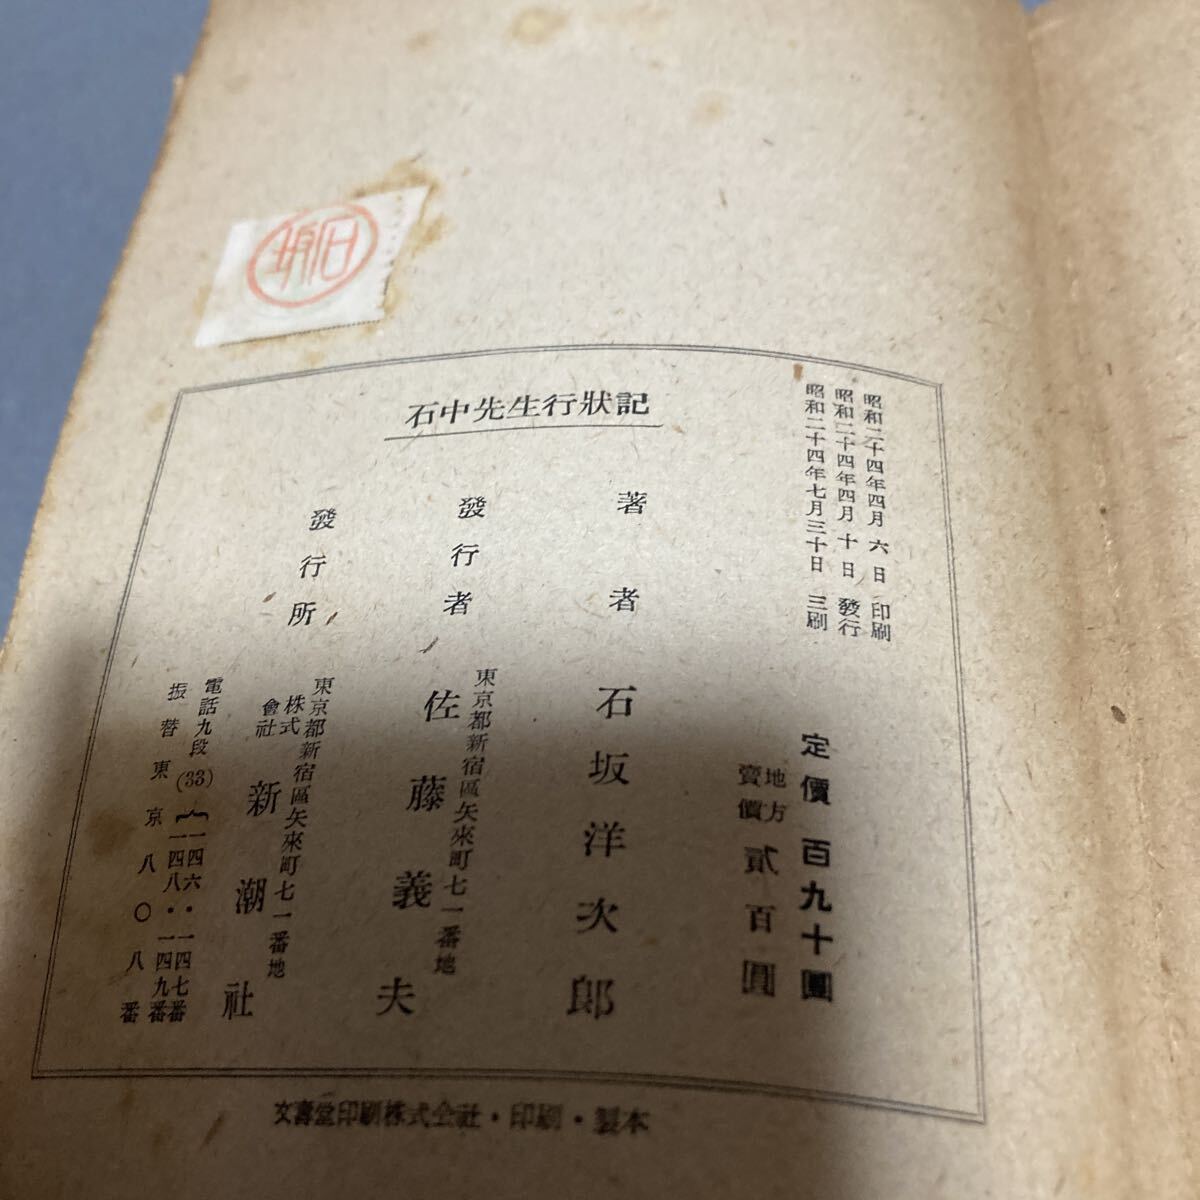 石坂
石中先生行狀記
昭和二十四年四月六日 印刷
昭和二十四年四月十日 發行
昭和二十四年七月三十日 三刷
定價 百九十圓
地方賣價 貳百圓
著者 石坂洋次郎
東京都新宿區矢來町七一番地
發行者 佐藤義夫
東京都新宿區矢來町七一番地
發行所 株式會社 新潮社
電話九段(33){一四六・一四七番
一四八・一四九番
振替東京八〇八番
文壽堂印刷株式会社・印刷・製本